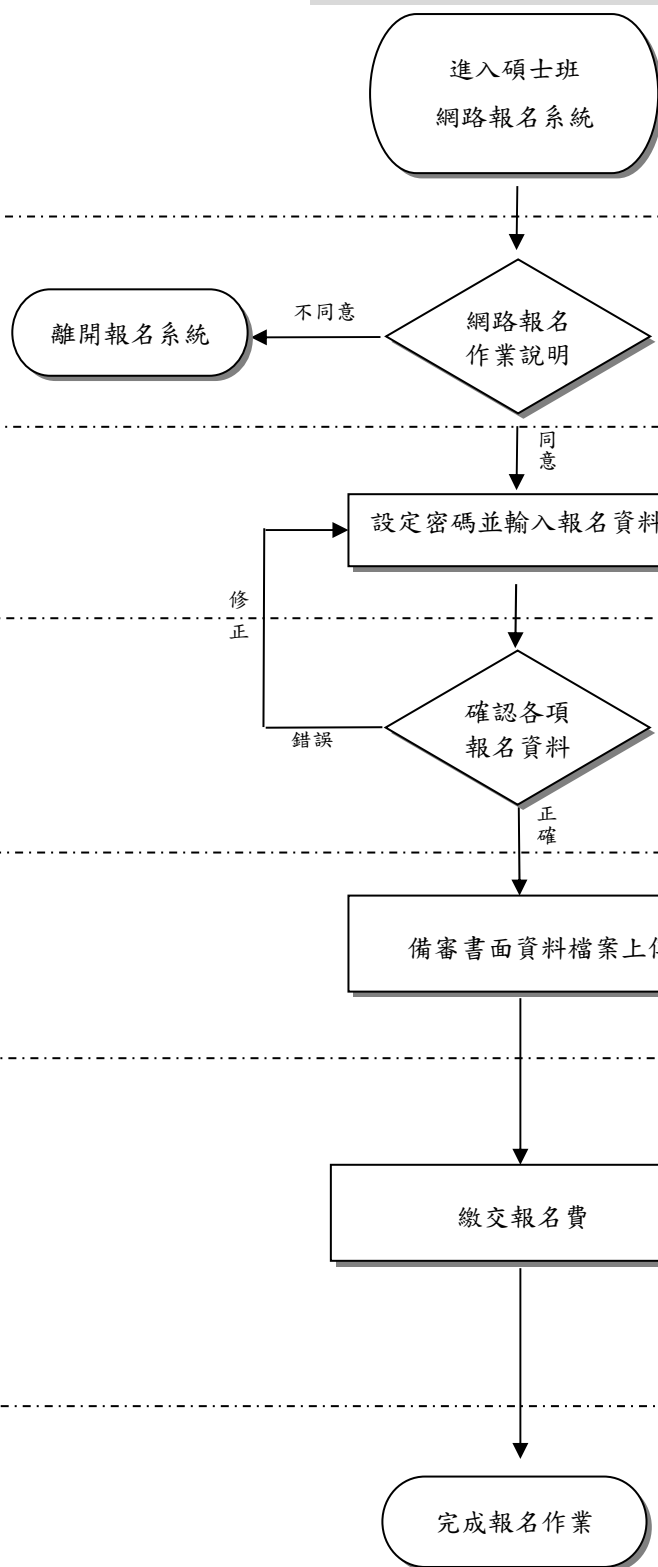 進入碩士班
網路報名系統
離開報名系統
不同意
網路報名
作業說明
同
意
設定密碼並輸入報名資料
修
正
確認各項
報名資料
錯誤
正
確
備審書面資料檔案上
繳交報名費
完成報名作業